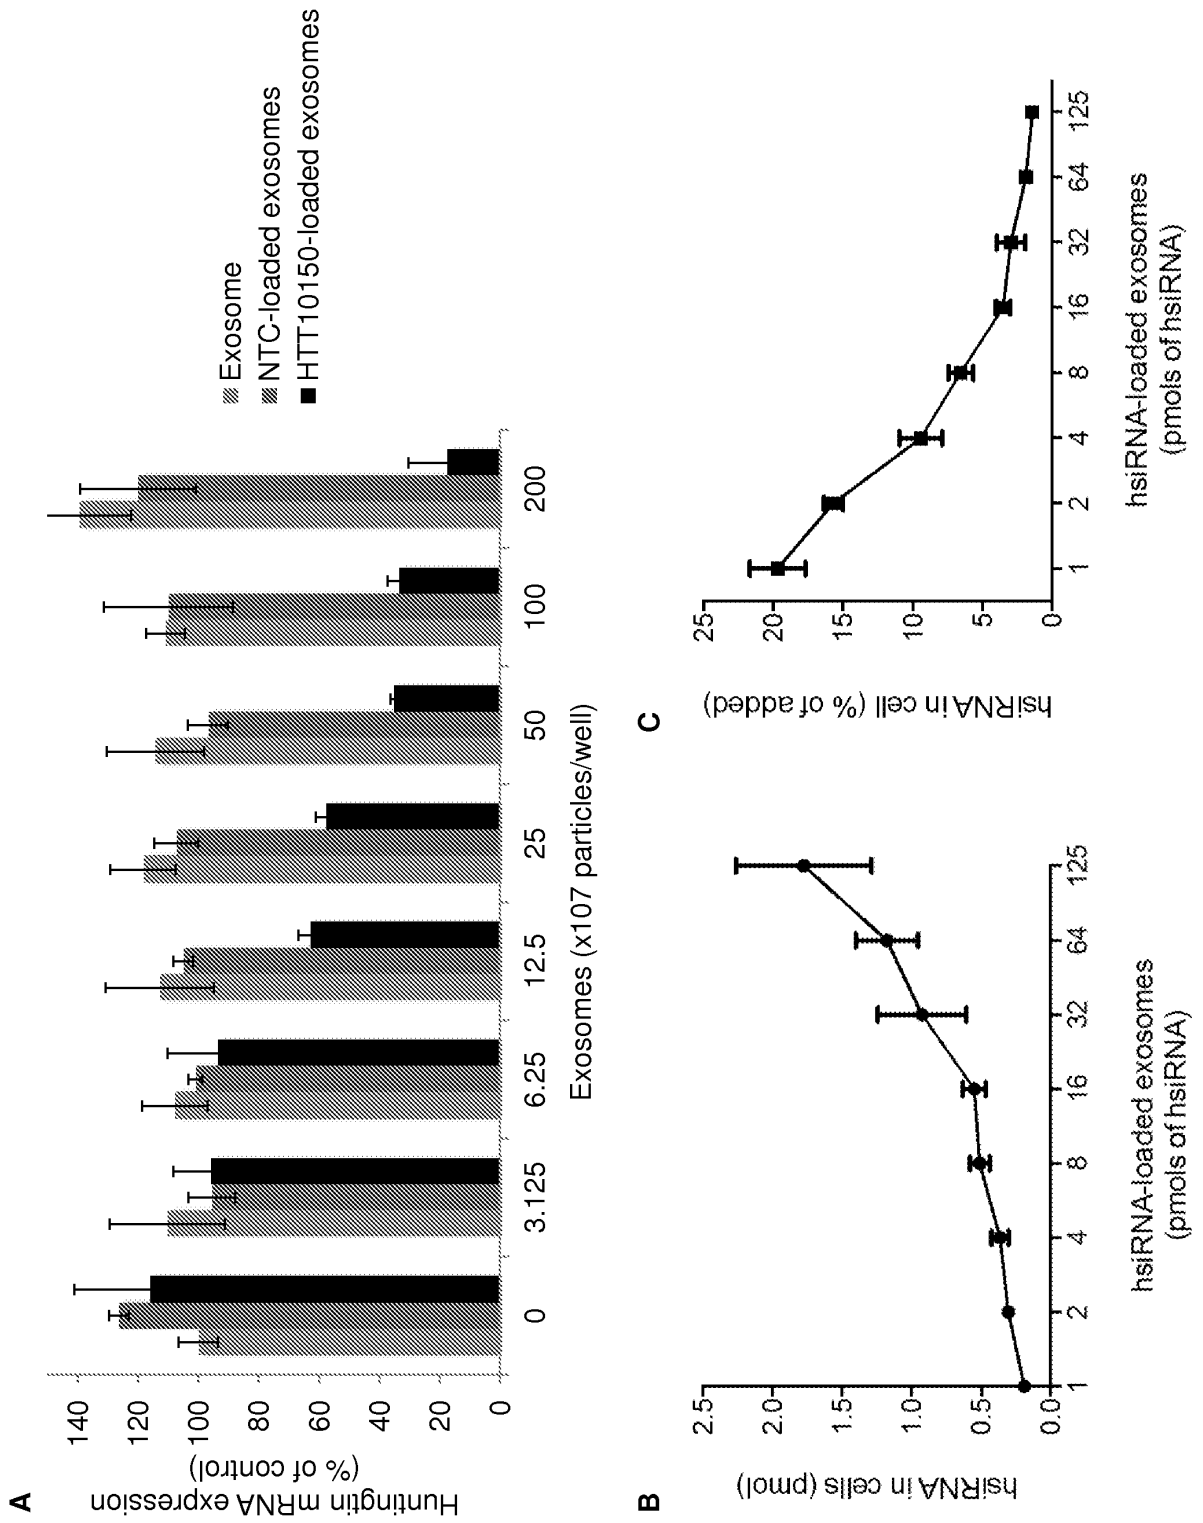 A
Huntingtin mRNA expression
(% of control)
140
120
100
80
60
40
20
0
0
3.125
6.25
12.5
25
50
100
200
Exosomes (x107 particles/well)
Exosome
NTC-loaded exosomes
HTT10150-loaded exosomes
B
hsiRNA in cells (pmol)
2.5
2.0
1.5
1.0
0.5
0.0
1
2
4
8
16
32
64
125
hsiRNA-loaded exosomes
(pmols of hsiRNA)
C
hsiRNA in cell (% of added)
25
20
15
10
5
0
1
2
4
8
16
32
64
125
hsiRNA-loaded exosomes
(pmols of hsiRNA)